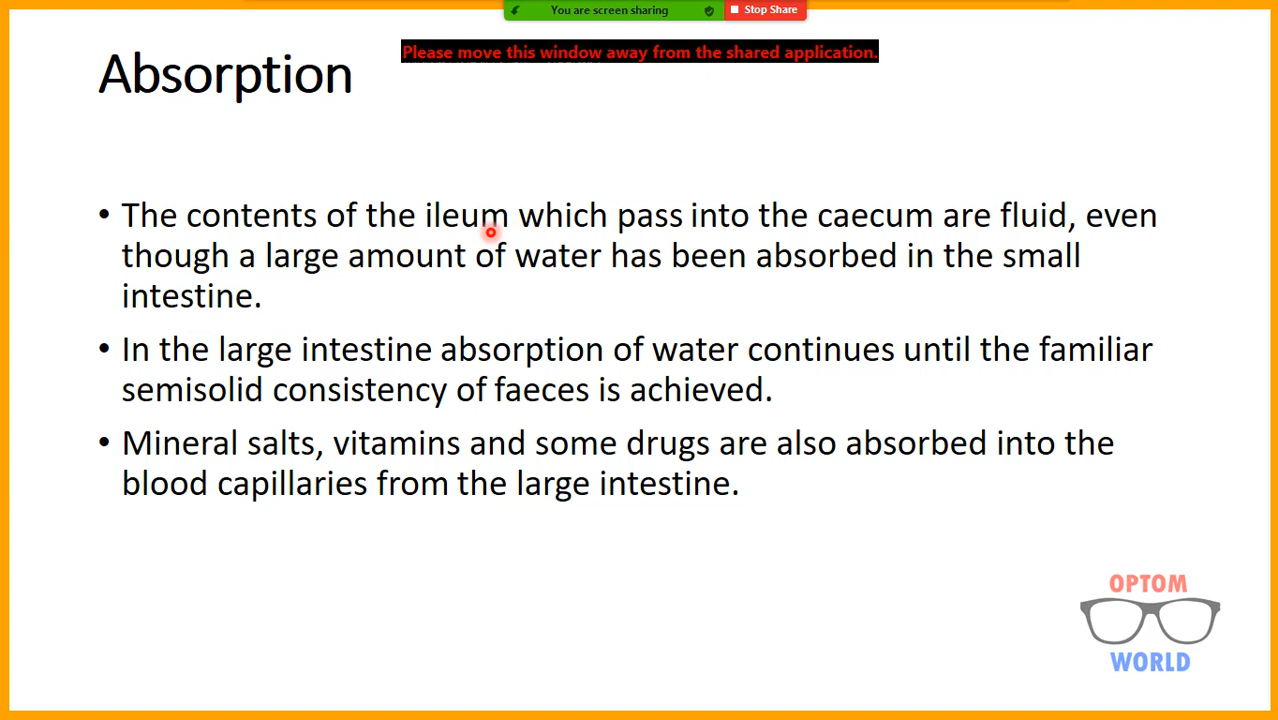 You are screen sharing
Stop Share
Please move this window away from the shared application.
Absorption
• The contents of the ileum which pass into the caecum are fluid, even
though a large amount of water has been absorbed in the small
intestine.
• In the large intestine absorption of water continues until the familiar
semisolid consistency of faeces is achieved.
• Mineral salts, vitamins and some drugs are also absorbed into the
blood capillaries from the large intestine.
OPTOM
WORLD